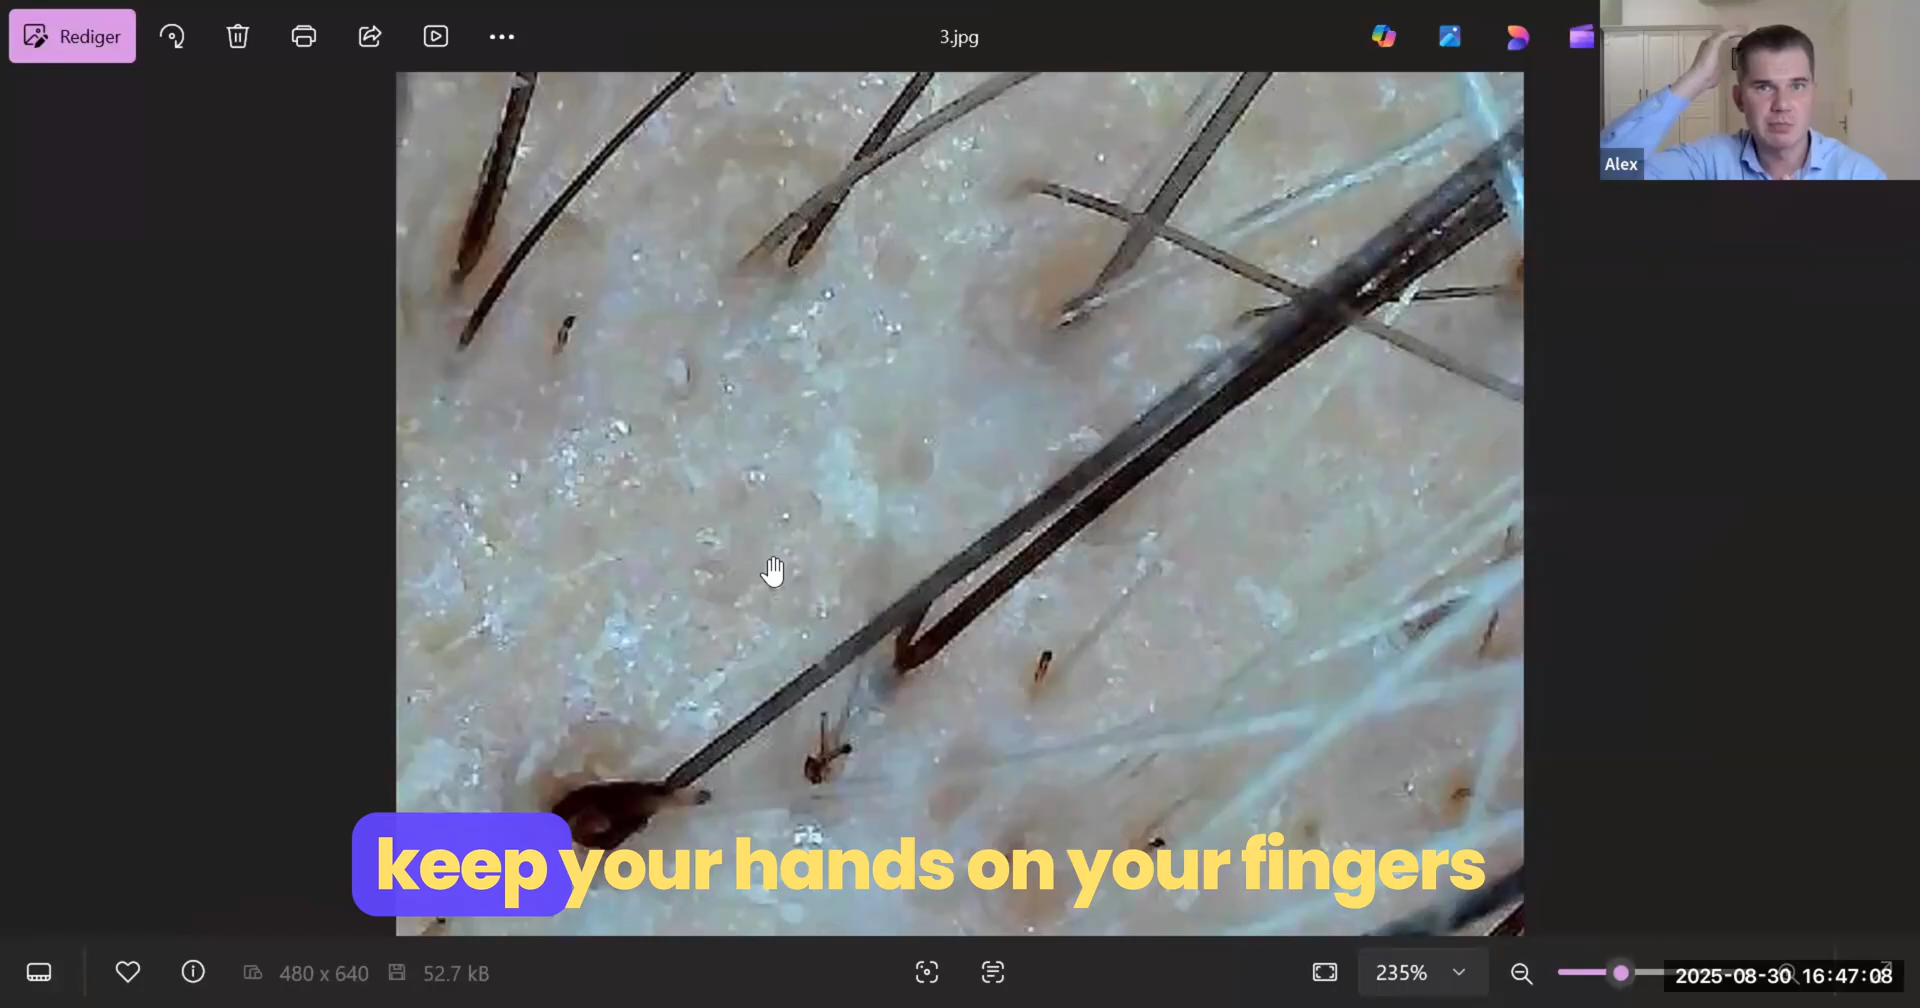 Rediger
3.jpg
Alex
keep your hands on your fingers
480 x 640
52.7 kB
235%
2025-08-30 16:47:08